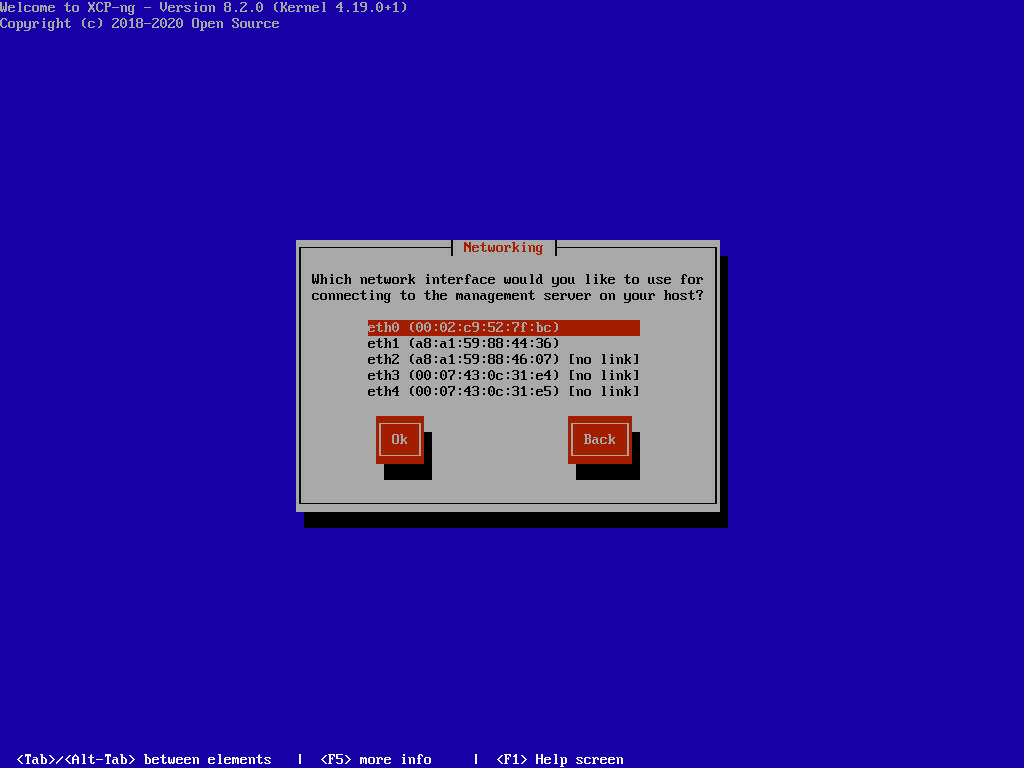 Welcome to XCP-ng - Version 8.2.0 (Kernel 4.19.0+1)
Copyright (c) 2018-2020 Open Source
Networking
Which network interface would you like to use for
connecting to the management server on your host?
eth0 (00:02:c9:52:7f:bc)
eth1 (a8:a1:59:88:44:36)
eth2 (a8:a1:59:88:46:07) [no link]
eth3 (00:07:43:0c:31:e4) [no link]
eth4 (00:07:43:0c:31:e5) [no link]
Ok Back
<Tab>/<Alt-Tab> between elements | <F5> more info | <F1> Help screen